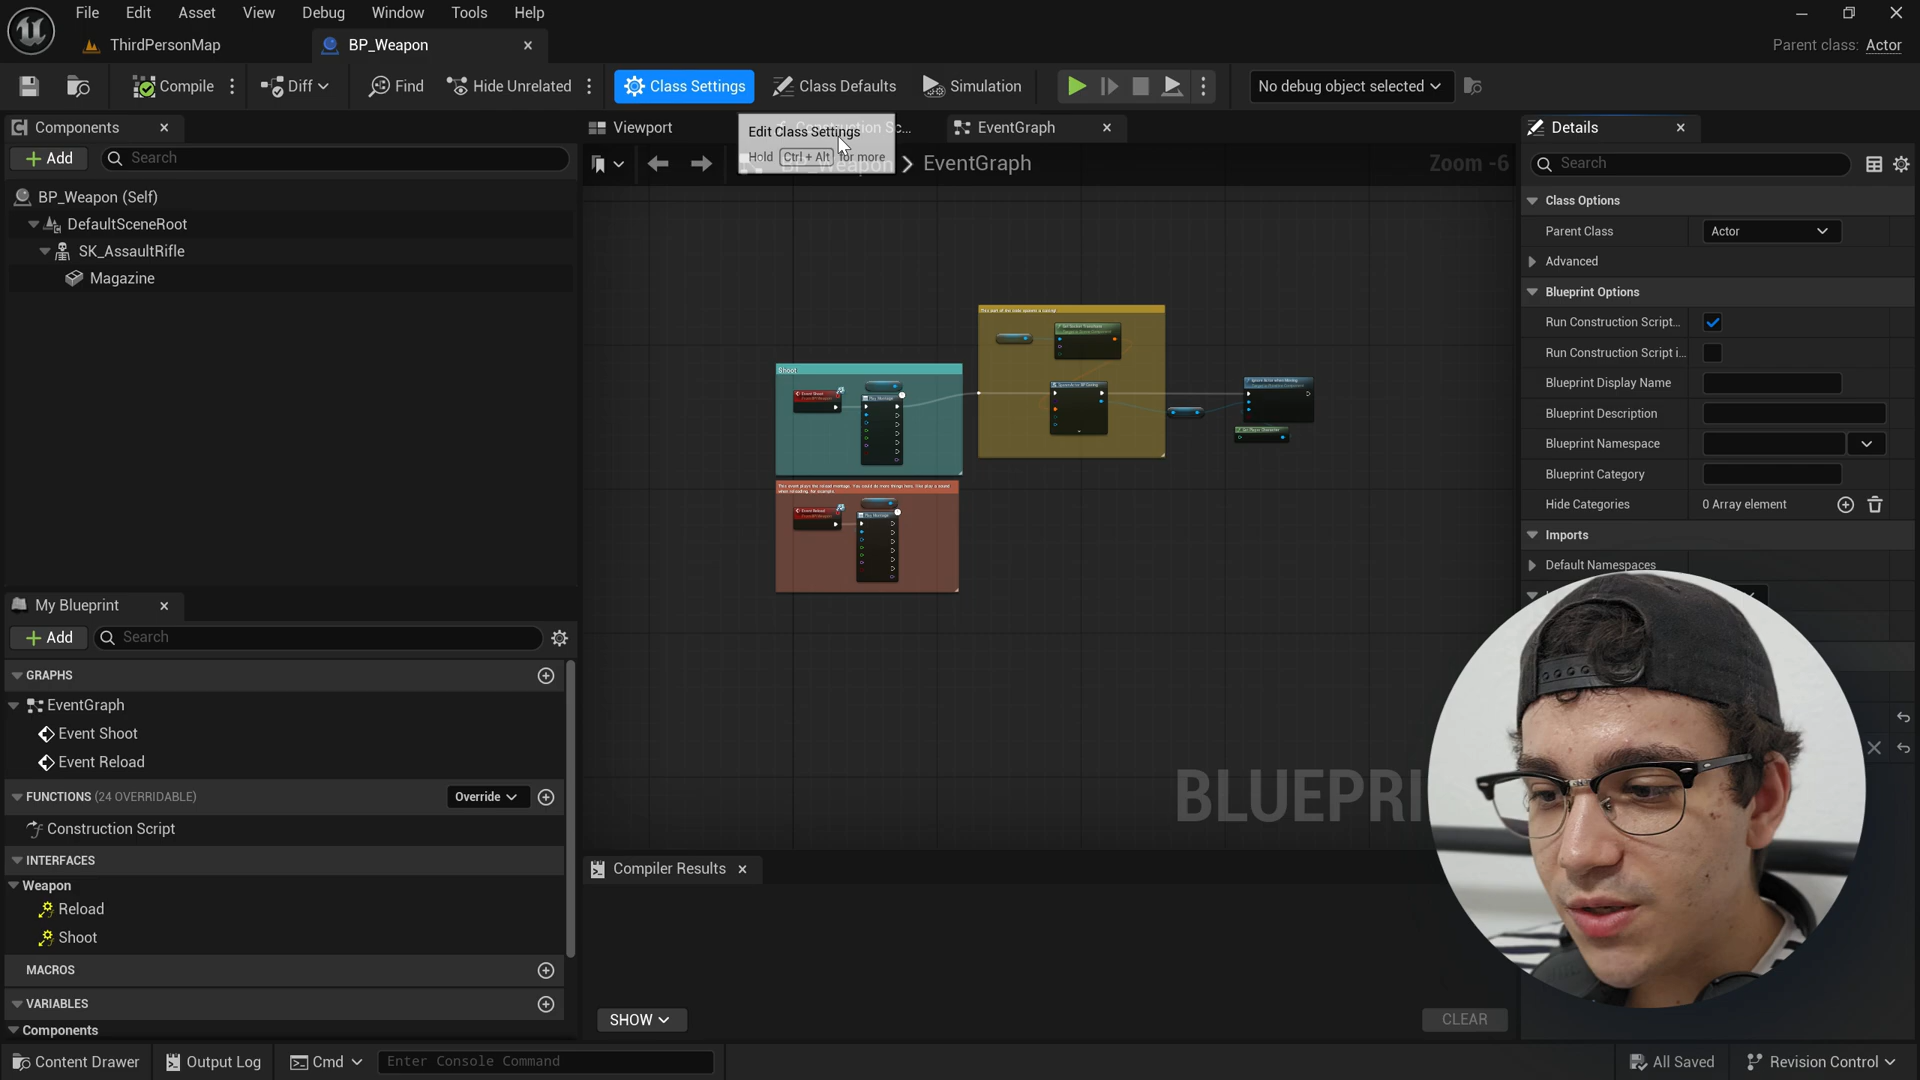 File Edit Asset View Debug Window Tools Help
ThirdPersonMap BP_Weapon Parent class: Actor
Compile Diff Find Hide Unrelated Class Settings Class Defaults Simulation No debug object selected
Components Viewport Construction Sc... EventGraph Details
Edit Class Settings
Hold Ctrl + Alt for more
Add Search BP_Weapon EventGraph Zoom -6 Search
BP_Weapon (Self)
DefaultSceneRoot
SK_AssaultRifle
Magazine
Shoot
BLUEPRI
Class Options
Parent Class Actor
Advanced
Blueprint Options
Run Construction Script...
Run Construction Script i...
Blueprint Display Name
Blueprint Description
Blueprint Namespace
Blueprint Category
Hide Categories 0 Array element
Imports
Default Namespaces
My Blueprint
Add Search
GRAPHS
EventGraph
Event Shoot
Event Reload
FUNCTIONS (24 OVERRIDABLE) Override
Construction Script
INTERFACES
Weapon
Reload
Shoot
MACROS
VARIABLES
Components
Compiler Results
SHOW CLEAR
Content Drawer Output Log Cmd Enter Console Command All Saved Revision Control